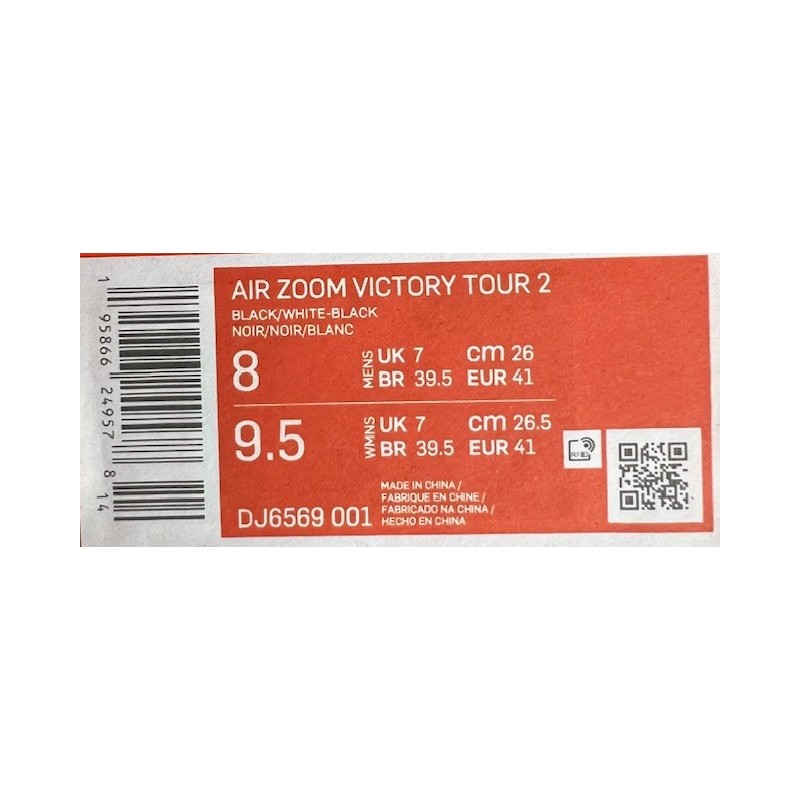 AIR ZOOM VICTORY TOUR 2
BLACK/WHITE-BLACK
NOIR/NOIR/BLANC
8
MENS
UK 7 cm 26
BR 39.5 EUR 41
9.5
WMNS
UK 7 cm 26.5
BR 39.5 EUR 41
RFID
DJ6569 001
MADE IN CHINA /
FABRIQUE EN CHINE /
FABRICADO NA CHINA /
HECHO EN CHINA
1 95866 24957 8 14